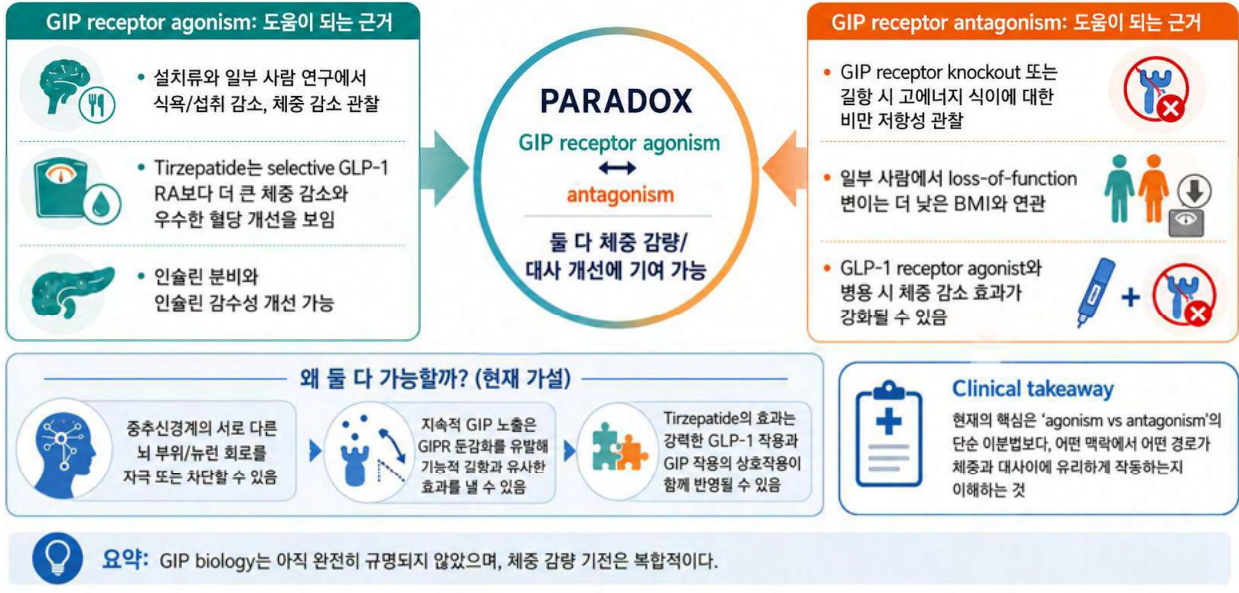 GIP receptor agonism: 도움이 되는 근거
• 설치류와 일부 사람 연구에서
식욕/섭취 감소, 체중 감소 관찰
• Tirzepatide는 selective GLP-1
RA보다 더 큰 체중 감소와
우수한 혈당 개선을 보임
• 인슐린 분비와
인슐린 감수성 개선 가능
PARADOX
GIP receptor agonism
↔
antagonism
둘 다 체중 감량/
대사 개선에 기여 가능
GIP receptor antagonism: 도움이 되는 근거
• GIP receptor knockout 또는
길항 시 고에너지 식이에 대한
비만 저항성 관찰
• 일부 사람에서 loss-of-function
변이는 더 낮은 BMI와 연관
• GLP-1 receptor agonist와
병용 시 체중 감소 효과가
강화될 수 있음
+
왜 둘 다 가능할까? (현재 가설)
중추신경계의 서로 다른
뇌 부위/뉴런 회로를
자극 또는 차단할 수 있음
지속적 GIP 노출은
GIPR 둔감화를 유발해
기능적 길항과 유사한
효과를 낼 수 있음
Tirzepatide의 효과는
강력한 GLP-1 작용과
GIP 작용의 상호작용이
함께 반영될 수 있음
Clinical takeaway
현재의 핵심은 ‘agonism vs antagonism’의
단순 이분법보다, 어떤 맥락에서 어떤 경로가
체중과 대사이에 유리하게 작동하는지
이해하는 것
요약: GIP biology는 아직 완전히 규명되지 않았으며, 체중 감량 기전은 복합적이다.